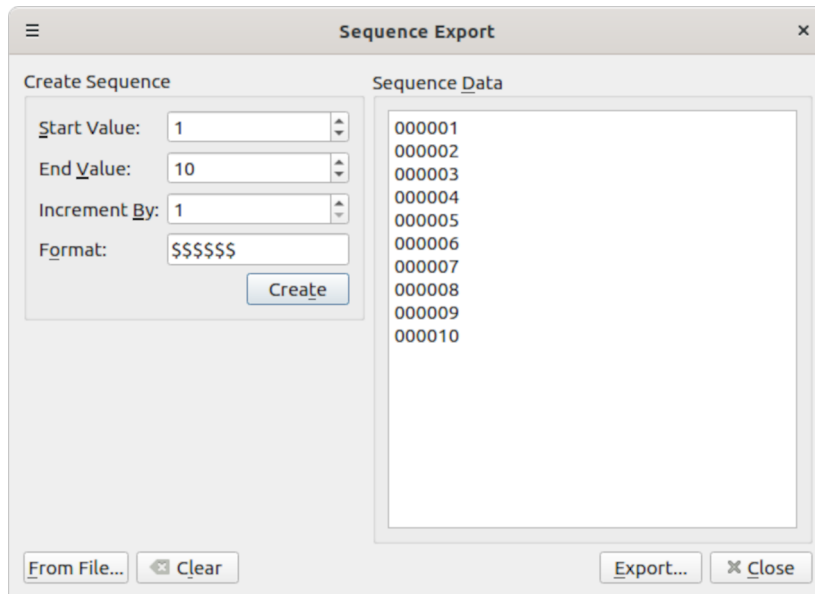 Sequence Export
Create Sequence
Start Value: 1
End Value: 10
Increment By: 1
Format: $$$$$$
Create
Sequence Data
000001
000002
000003
000004
000005
000006
000007
000008
000009
000010
From File... Clear Export... Close